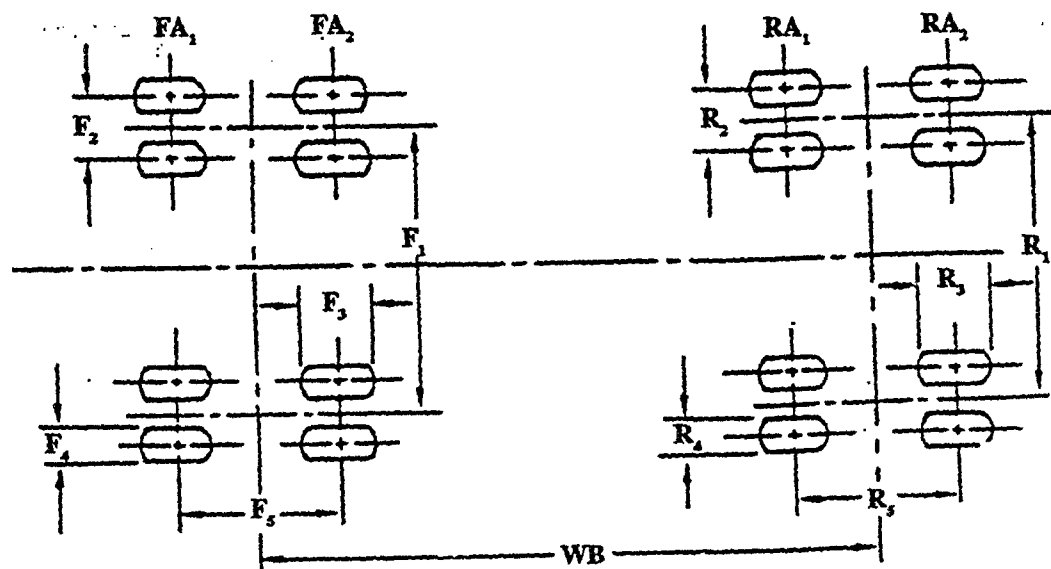 FA₁ FA₂ RA₁ RA₂
F₂ R₂
F₁ R₁
F₃ R₃
F₄ R₄
F₅ R₅
WB